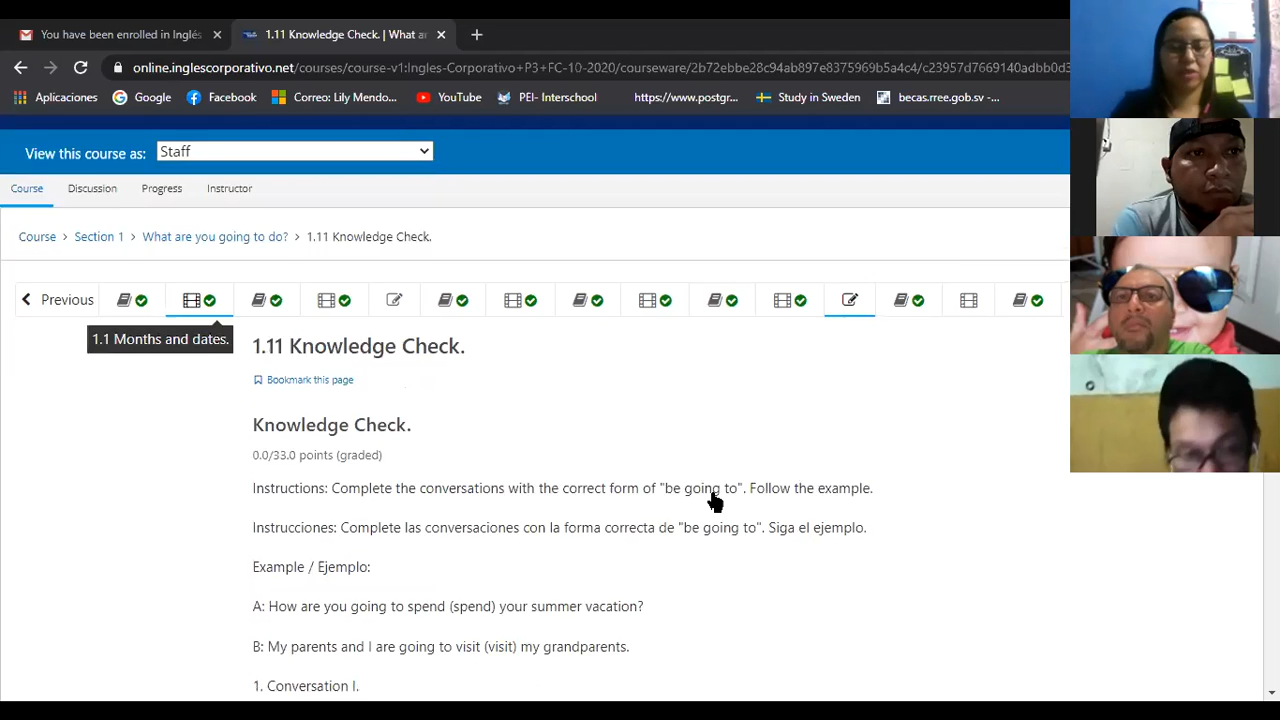 You have been enrolled in Inglés
1.11 Knowledge Check. | What ar
online.inglescorporativo.net/courses/course-v1:Ingles-Corporativo+P3+FC-10-2020/courseware/2b72ebbe28c94ab897e8375969b5a4c4/c23957d7669140adbb0d3
Aplicaciones
Google
Facebook
Correo: Lily Mendo...
YouTube
PEI- Interschool
https://www.postgr...
Study in Sweden
becas.rree.gob.sv -...
View this course as:
Staff
Course
Discussion
Progress
Instructor
Course > Section 1 > What are you going to do? > 1.11 Knowledge Check.
Previous
1.1 Months and dates.
1.11 Knowledge Check.
Bookmark this page
Knowledge Check.
0.0/33.0 points (graded)
Instructions: Complete the conversations with the correct form of "be going to". Follow the example.
Instrucciones: Complete las conversaciones con la forma correcta de "be going to". Siga el ejemplo.
Example / Ejemplo:
A: How are you going to spend (spend) your summer vacation?
B: My parents and I are going to visit (visit) my grandparents.
1. Conversation I.